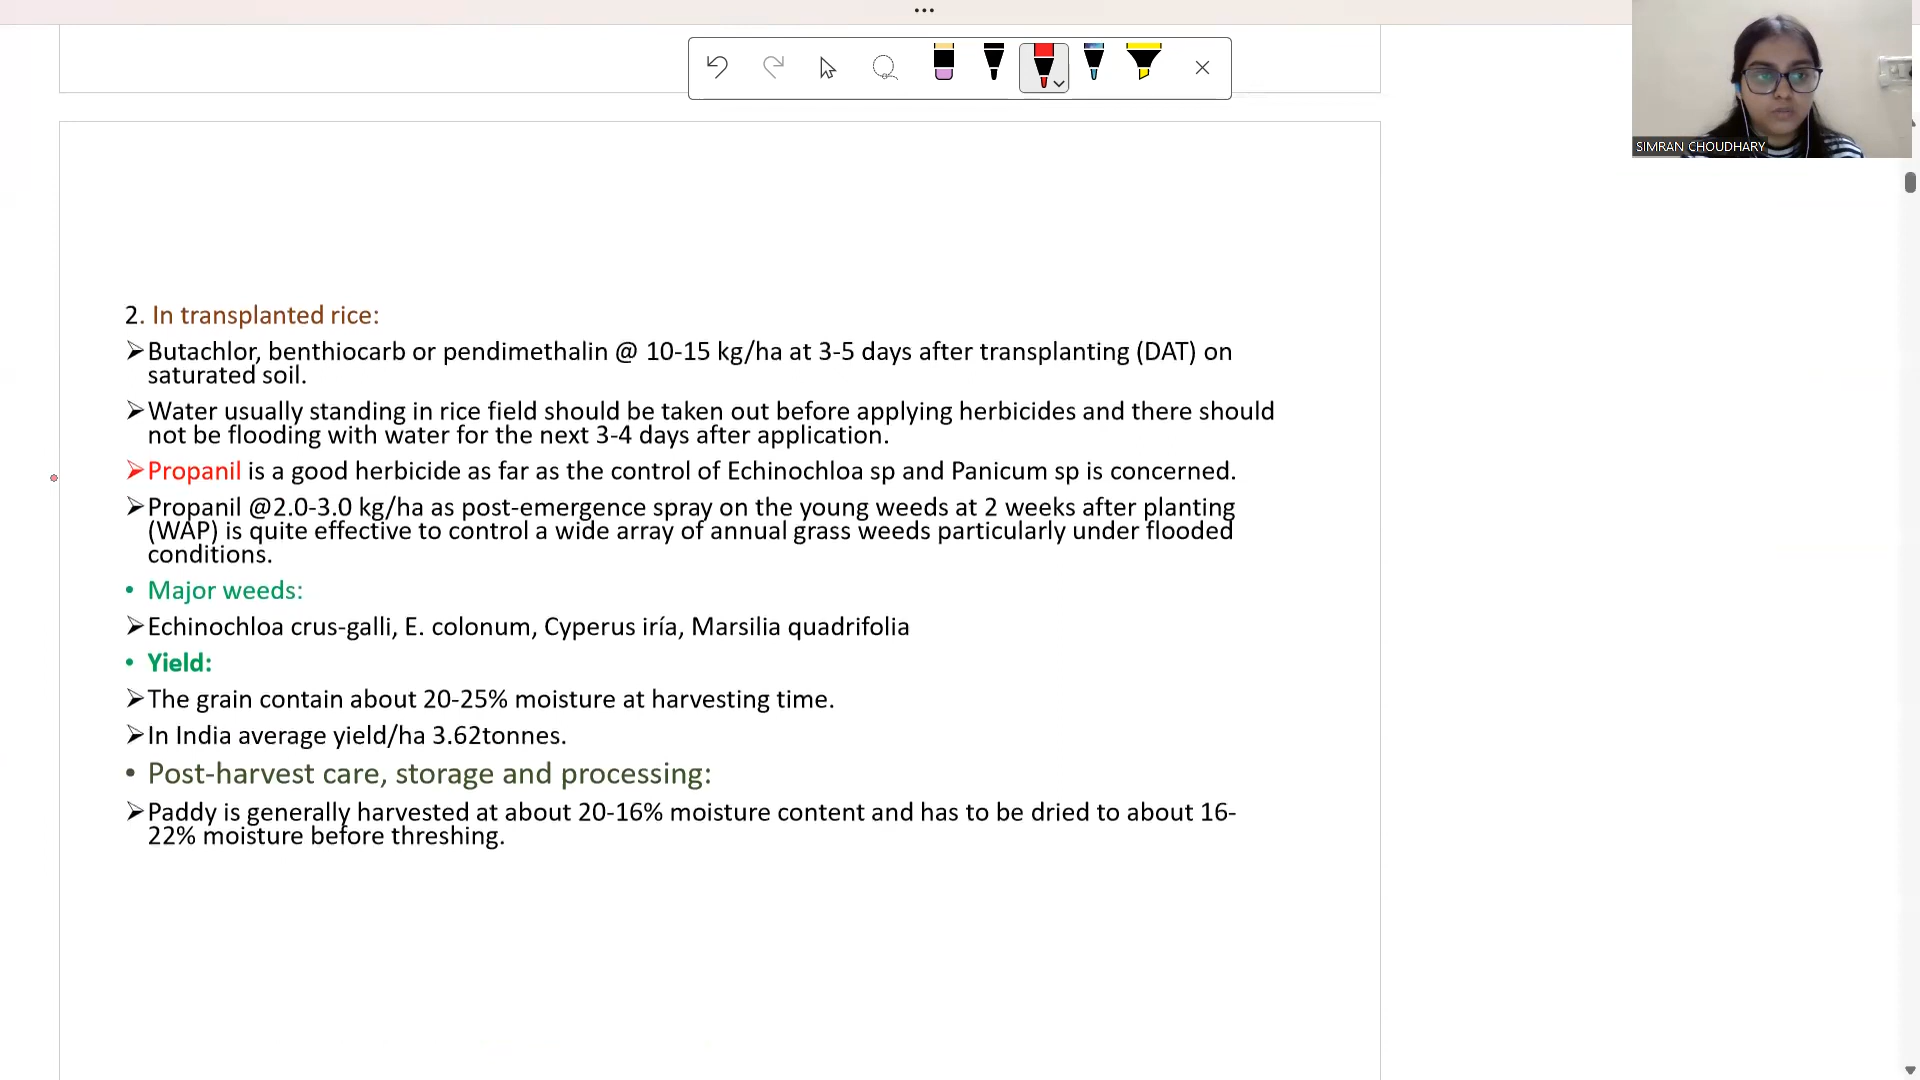 SIMRAN CHOUDHARY
2. In transplanted rice:
➢Butachlor, benthiocarb or pendimethalin @ 10-15 kg/ha at 3-5 days after transplanting (DAT) on
saturated soil.
➢Water usually standing in rice field should be taken out before applying herbicides and there should
not be flooding with water for the next 3-4 days after application.
➢Propanil is a good herbicide as far as the control of Echinochloa sp and Panicum sp is concerned.
➢Propanil @2.0-3.0 kg/ha as post-emergence spray on the young weeds at 2 weeks after planting
(WAP) is quite effective to control a wide array of annual grass weeds particularly under flooded
conditions.
• Major weeds:
➢Echinochloa crus-galli, E. colonum, Cyperus iría, Marsilia quadrifolia
• Yield:
➢The grain contain about 20-25% moisture at harvesting time.
➢In India average yield/ha 3.62tonnes.
• Post-harvest care, storage and processing:
➢Paddy is generally harvested at about 20-16% moisture content and has to be dried to about 16-
22% moisture before threshing.